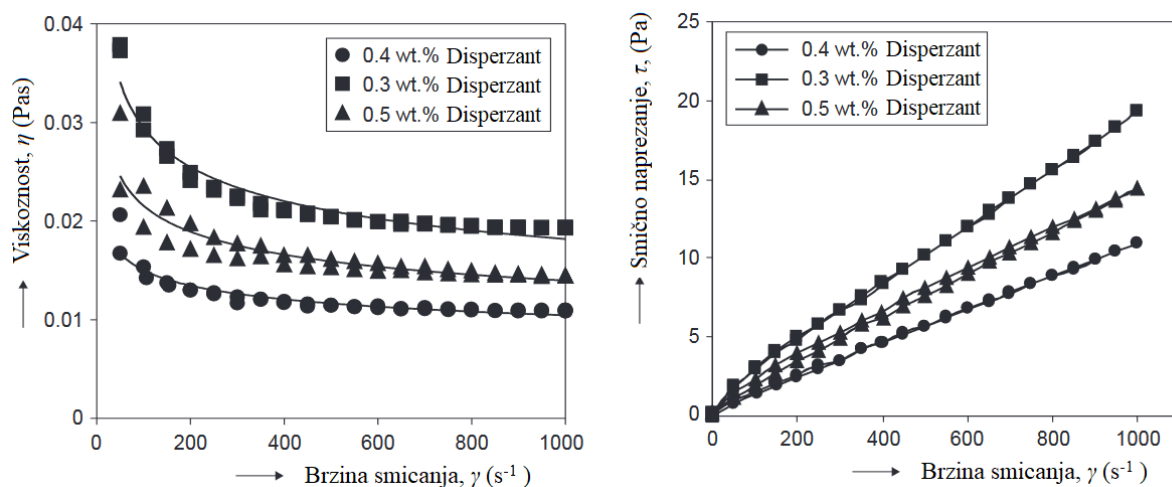 0.04
0.03
0.02
0.01
0
Viskoznost, η (Pas)
0.4 wt.% Disperzant
0.3 wt.% Disperzant
0.5 wt.% Disperzant
0 200 400 600 800 1000
Brzina smicanja, γ (s⁻¹ )
25
20
15
10
5
0
Smično naprezanje, τ, (Pa)
0.4 wt.% Disperzant
0.3 wt.% Disperzant
0.5 wt.% Disperzant
0 200 400 600 800 1000
Brzina smicanja, γ (s⁻¹ )